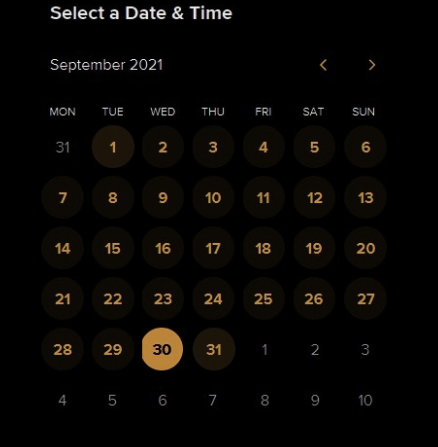 Select a Date & Time
September 2021
MON TUE WED THU FRI SAT SUN
31 1 2 3 4 5 6
7 8 9 10 11 12 13
14 15 16 17 18 19 20
21 22 23 24 25 26 27
28 29 30 31 1 2 3
4 5 6 7 8 9 10